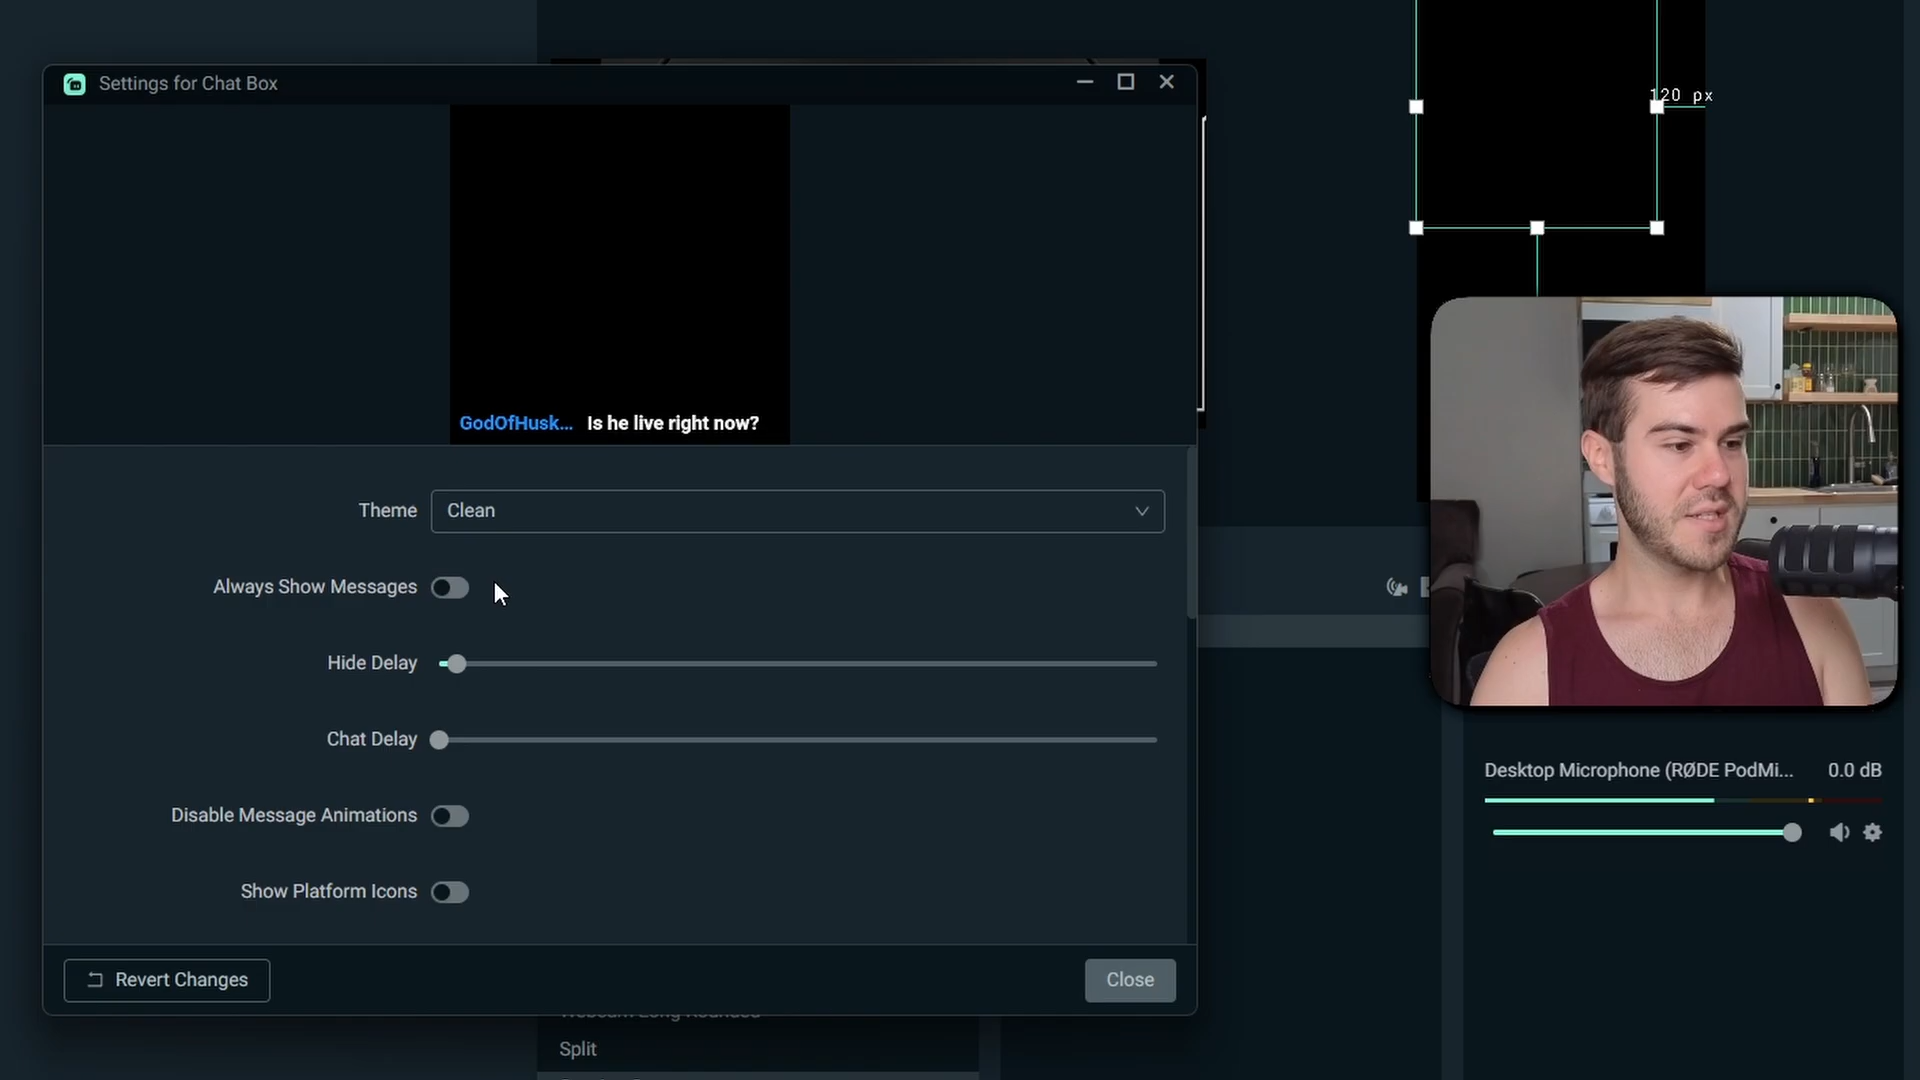 Settings for Chat Box
120 px
GodOfHusk... Is he live right now?
Theme Clean
Always Show Messages
Hide Delay
Chat Delay
Disable Message Animations
Show Platform Icons
Desktop Microphone (RØDE PodMi... 0.0 dB
Revert Changes
Close
Split